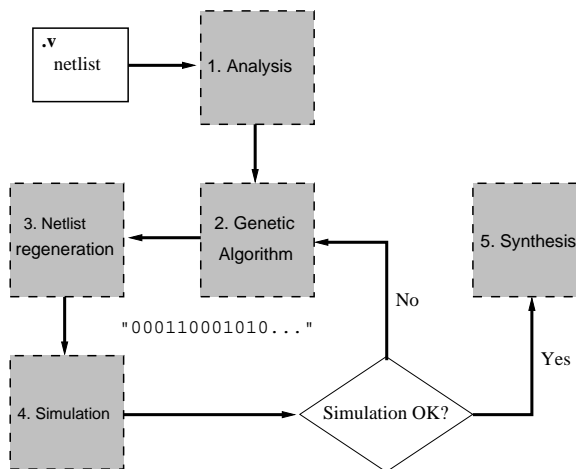 .v
netlist
1. Analysis
2. Genetic
Algorithm
3. Netlist
regeneration
5. Synthesis
No
"000110001010..."
Yes
4. Simulation
Simulation OK?